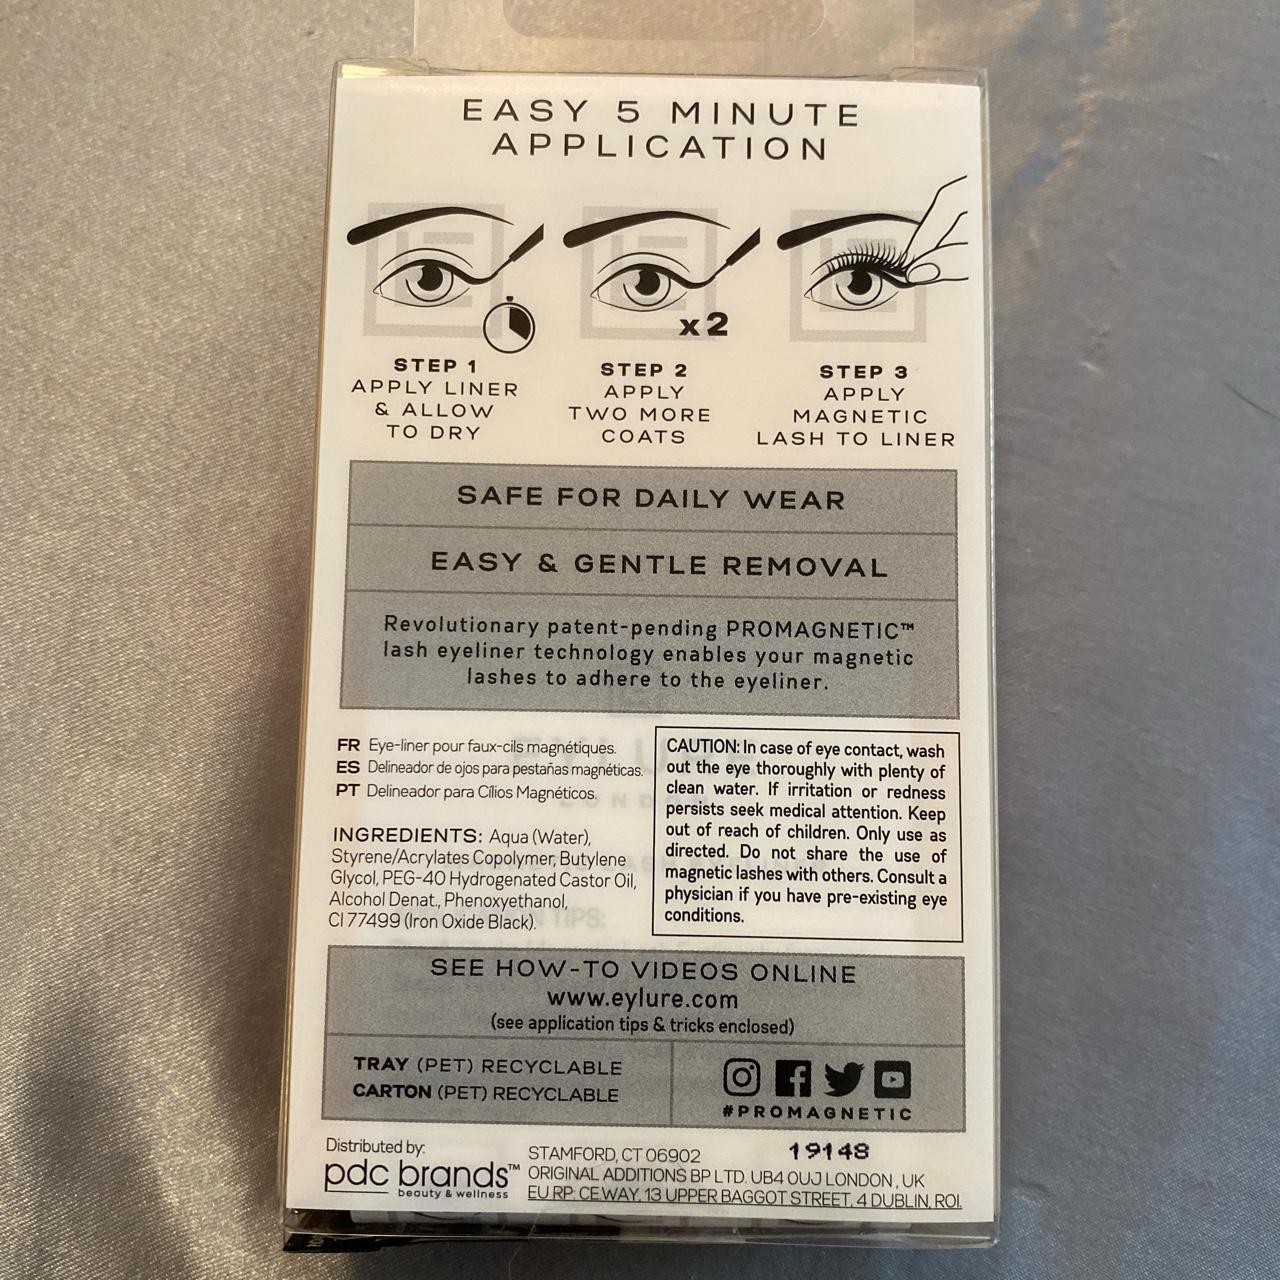 EASY 5 MINUTE
APPLICATION
x2
STEP 1
APPLY LINER
& ALLOW
TO DRY
STEP 2
APPLY
TWO MORE
COATS
STEP 3
APPLY
MAGNETIC
LASH TO LINER
SAFE FOR DAILY WEAR
EASY & GENTLE REMOVAL
Revolutionary patent-pending PROMAGNETIC™
lash eyeliner technology enables your magnetic
lashes to adhere to the eyeliner.
FR Eye-liner pour faux-cils magnétiques.
ES Delineador de ojos para pestañas magnéticas.
PT Delineador para Cílios Magnéticos.
INGREDIENTS: Aqua (Water),
Styrene/Acrylates Copolymer, Butylene
Glycol, PEG-40 Hydrogenated Castor Oil,
Alcohol Denat., Phenoxyethanol,
CI 77499 (Iron Oxide Black).
CAUTION: In case of eye contact, wash
out the eye thoroughly with plenty of
clean water. If irritation or redness
persists seek medical attention. Keep
out of reach of children. Only use as
directed. Do not share the use of
magnetic lashes with others. Consult a
physician if you have pre-existing eye
conditions.
SEE HOW-TO VIDEOS ONLINE
www.eylure.com
(see application tips & tricks enclosed)
TRAY (PET) RECYCLABLE
CARTON (PET) RECYCLABLE
#PROMAGNETIC
Distributed by:
pdc brands™
beauty & wellness
19148
STAMFORD, CT 06902
ORIGINAL ADDITIONS BP LTD. UB4 0UJ LONDON , UK
EU RP: CEWAY, 13 UPPER BAGGOT STREET, 4 DUBLIN, ROI.